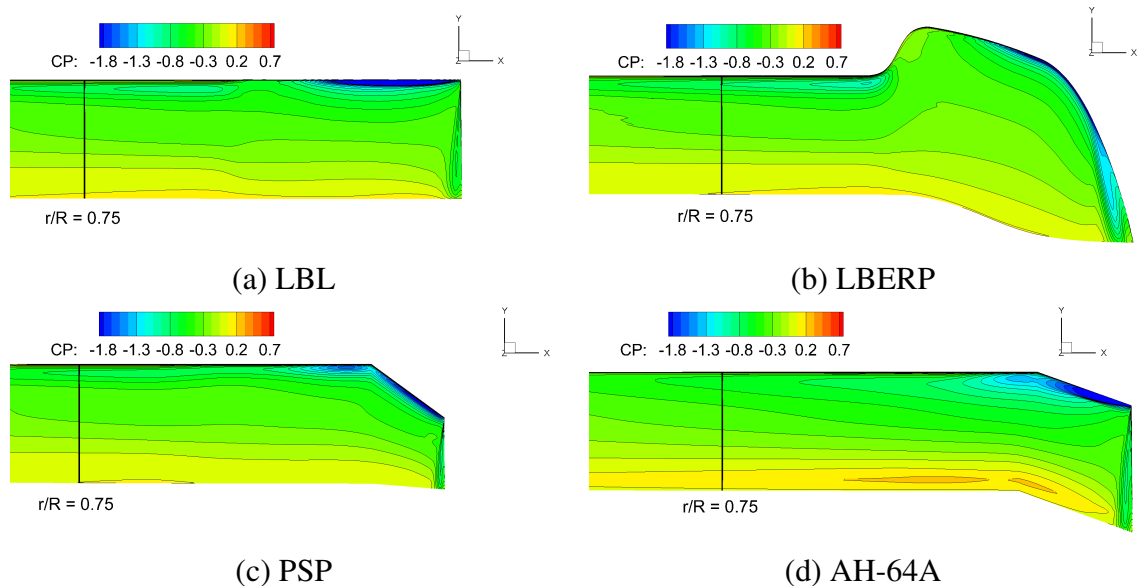 Y
Z X
CP: -1.8 -1.3 -0.8 -0.3 0.2 0.7
r/R = 0.75
(a) LBL
Y
Z X
CP: -1.8 -1.3 -0.8 -0.3 0.2 0.7
r/R = 0.75
(b) LBERP
Y
Z X
CP: -1.8 -1.3 -0.8 -0.3 0.2 0.7
r/R = 0.75
(c) PSP
Y
Z X
CP: -1.8 -1.3 -0.8 -0.3 0.2 0.7
r/R = 0.75
(d) AH-64A